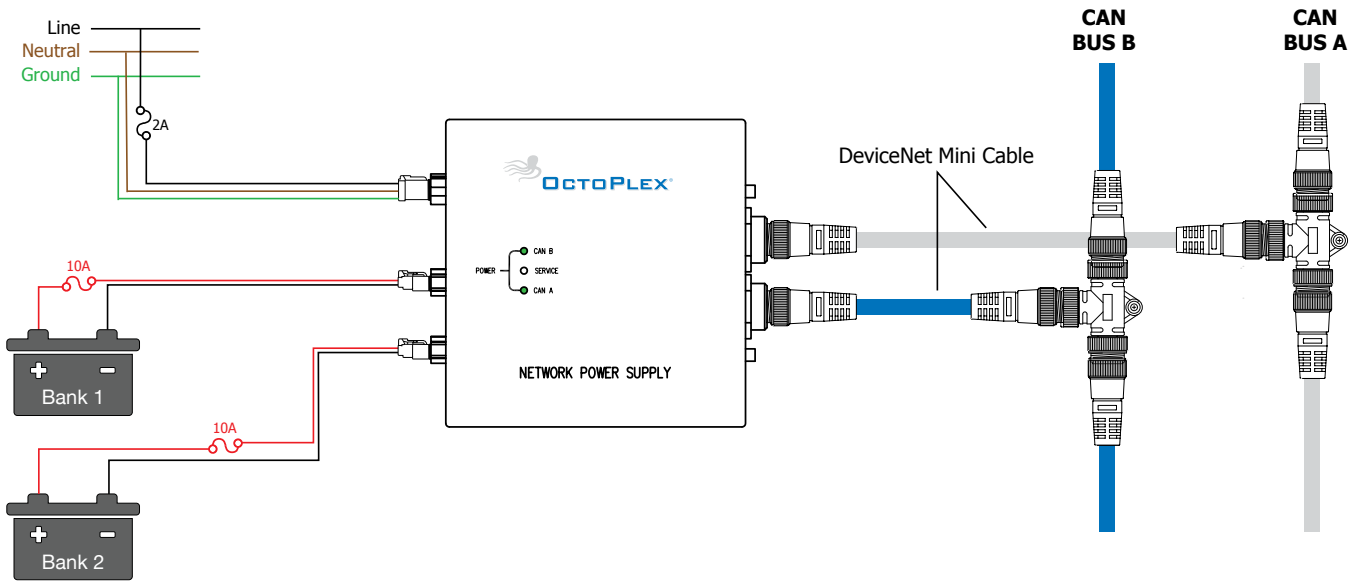 Line
Neutral
Ground
2A
10A
Bank 1
10A
Bank 2
OCTOPLEX®
POWER
CAN B
SERVICE
CAN A
NETWORK POWER SUPPLY
DeviceNet Mini Cable
CAN
BUS B
CAN
BUS A